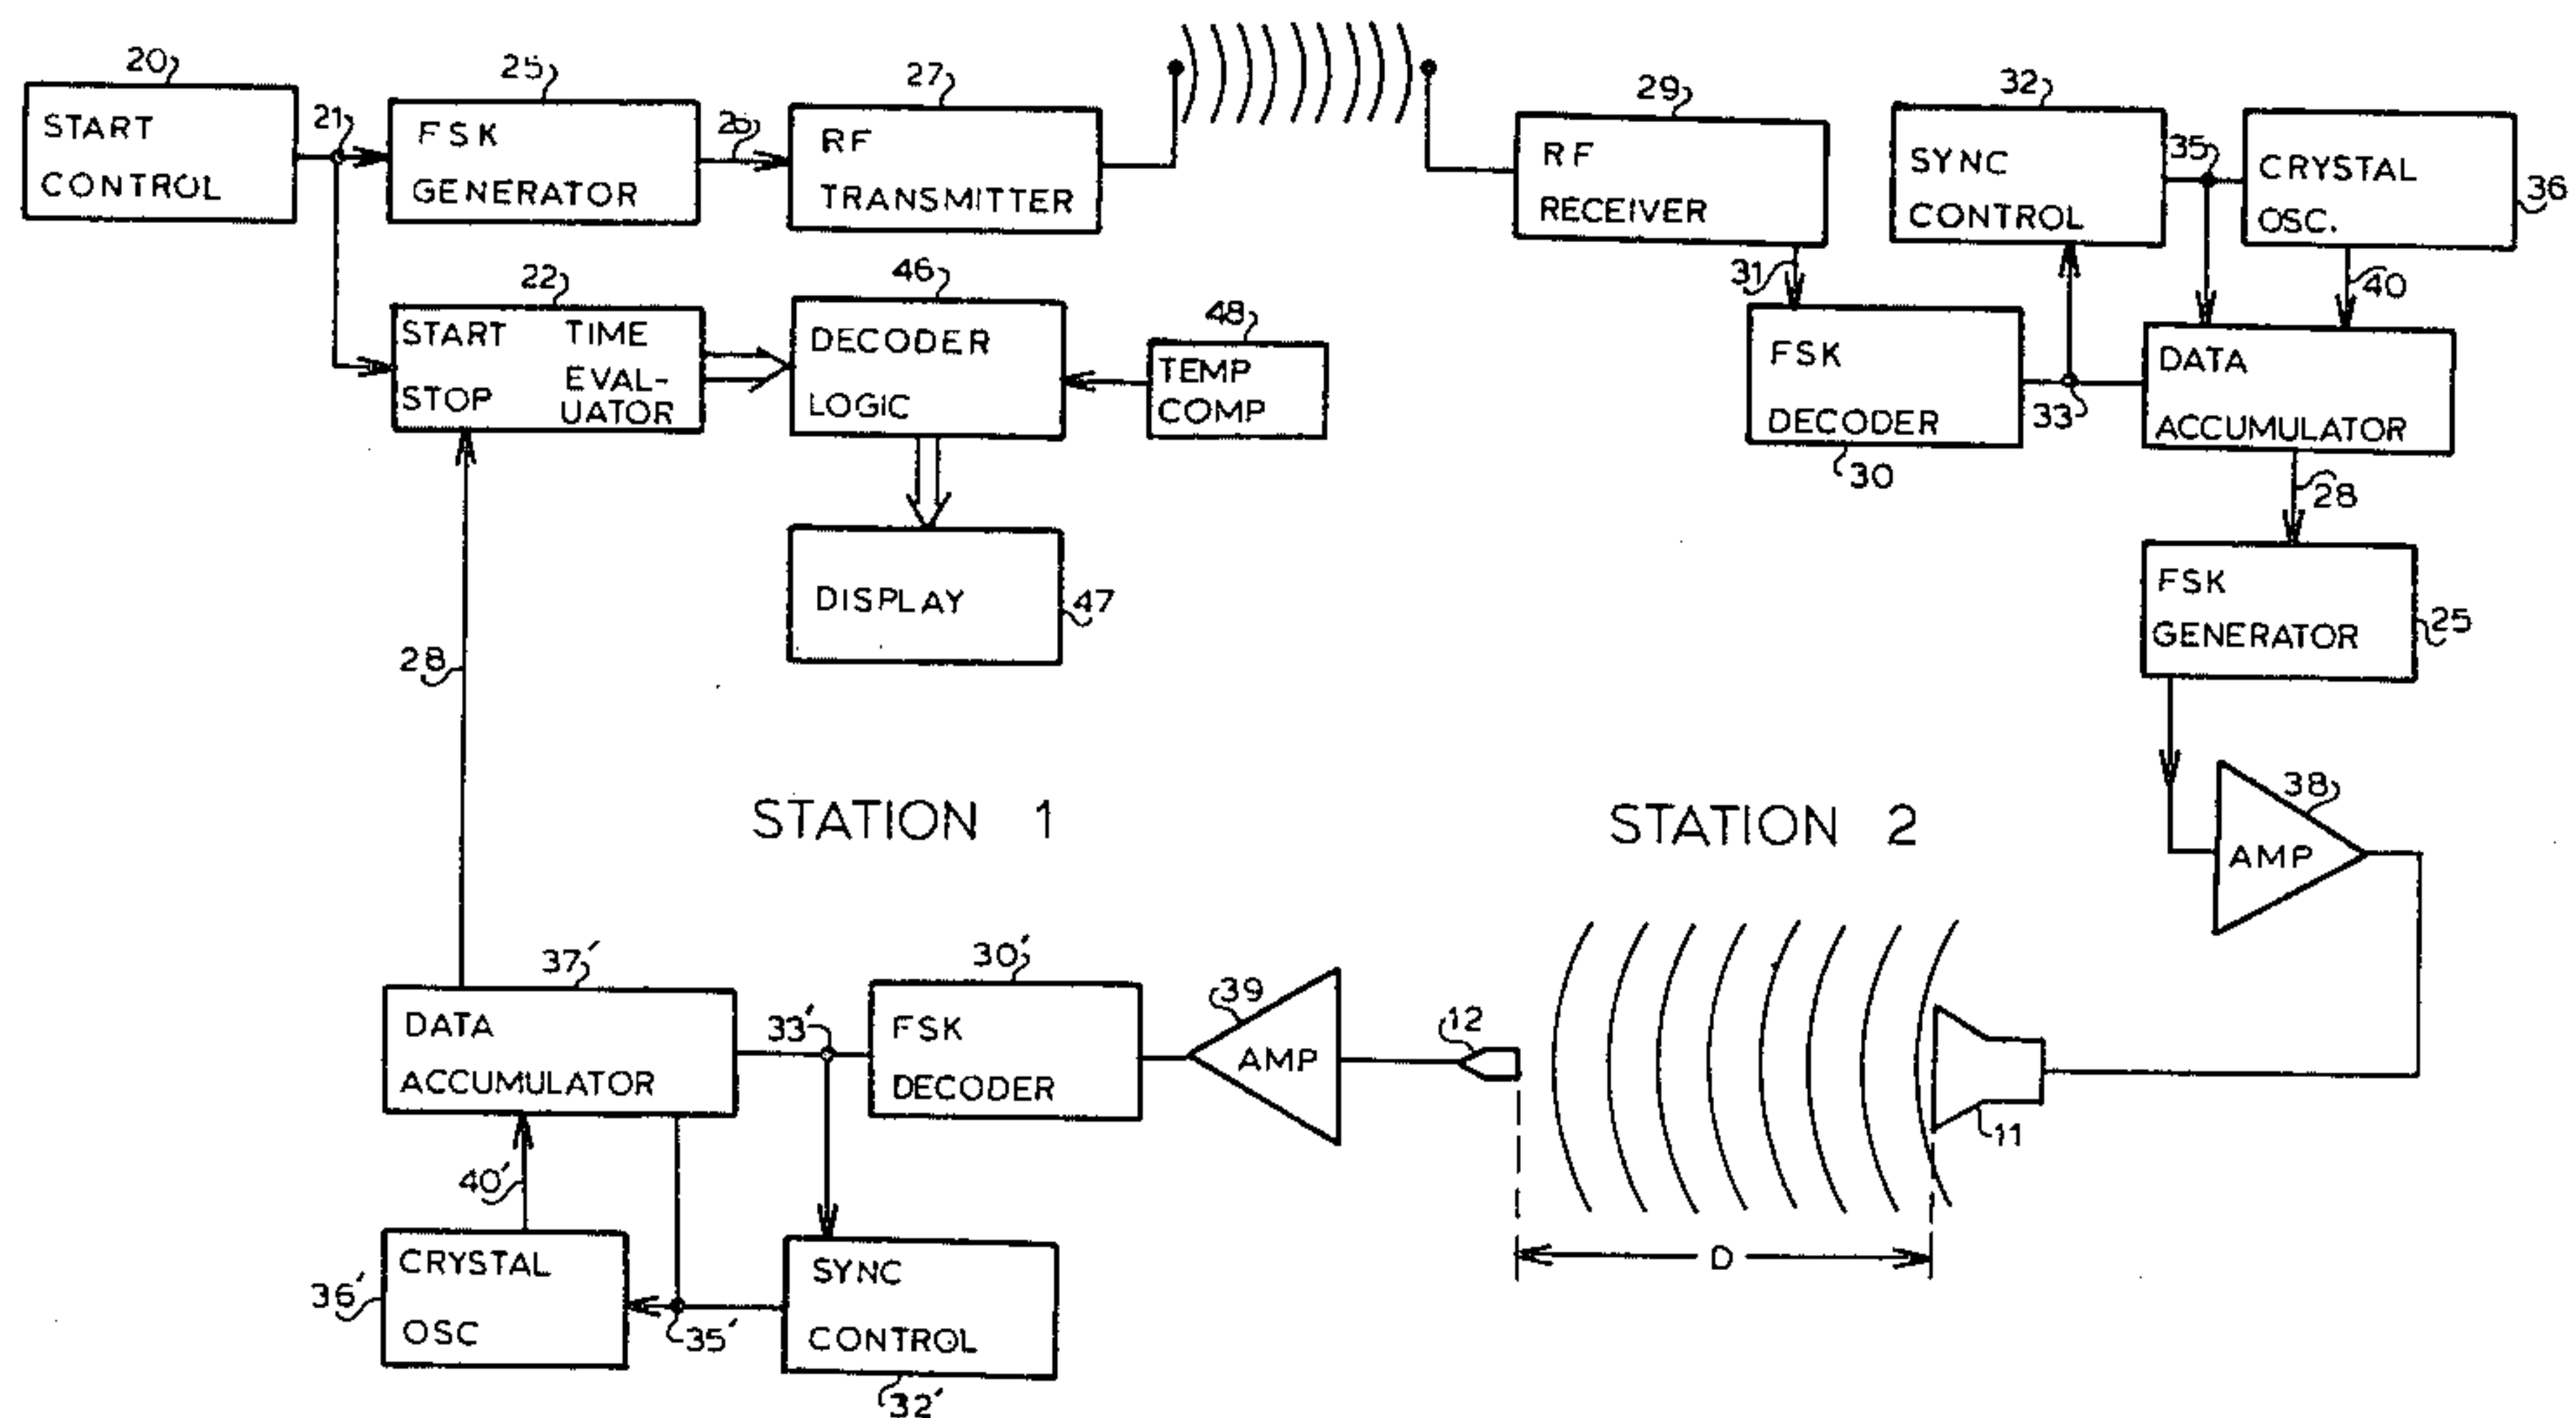 20
START
CONTROL
21
25
FSK
GENERATOR
26
27
RF
TRANSMITTER
29
RF
RECEIVER
31
32
SYNC
CONTROL
35
CRYSTAL
OSC.
36
40
22
START TIME
STOP EVAL-
UATOR
46
DECODER
LOGIC
48
TEMP
COMP
FSK
DECODER
30
33
DATA
ACCUMULATOR
28
DISPLAY
47
FSK
GENERATOR
25
28
STATION 1
STATION 2
38
AMP
37'
DATA
ACCUMULATOR
33'
30'
FSK
DECODER
39
AMP
12
11
40'
CRYSTAL
OSC
36'
35'
SYNC
CONTROL
32'
D